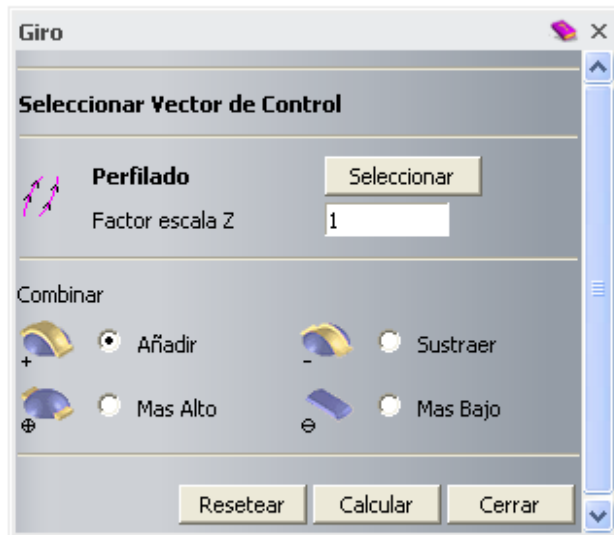 Giro
Seleccionar Vector de Control
Perfilado Seleccionar
Factor escala Z 1
Combinar
Añadir Sustraer
Mas Alto Mas Bajo
Resetear Calcular Cerrar